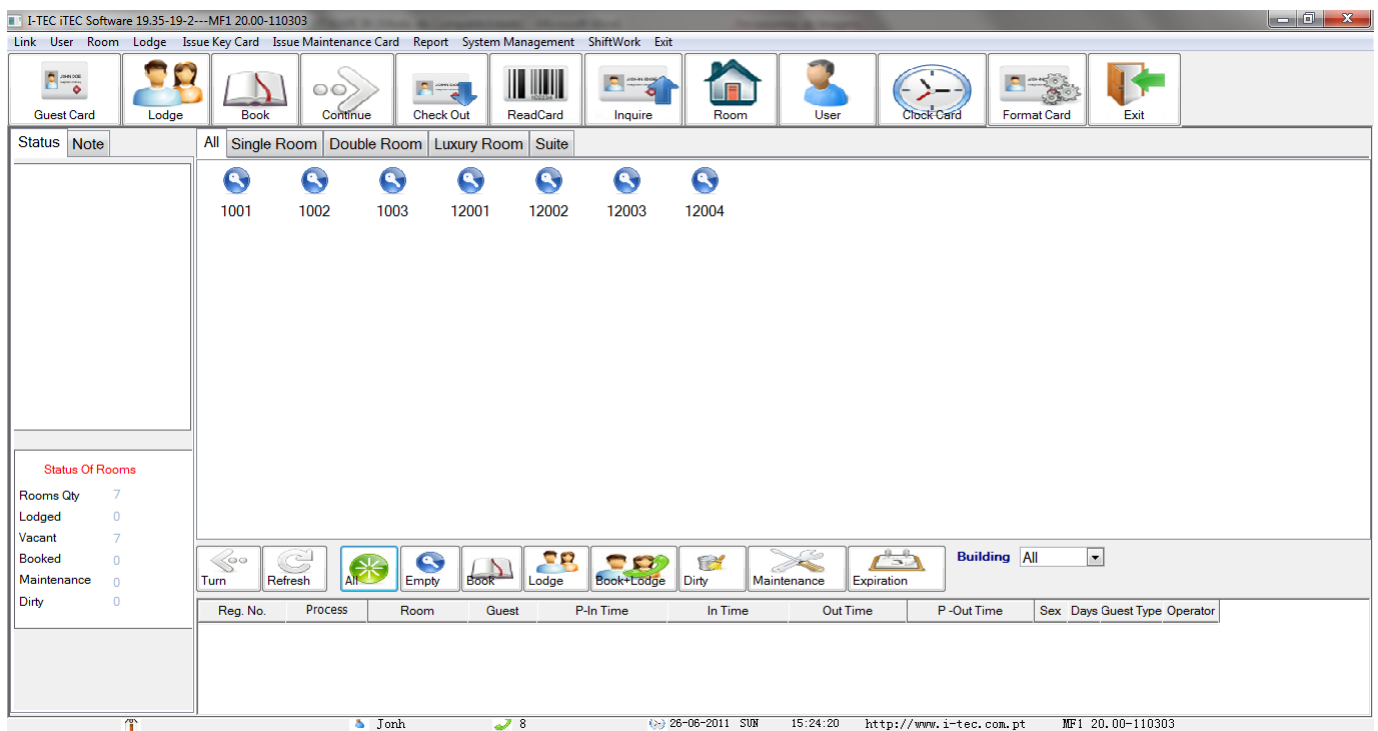 I-TEC iTEC Software 19.35-19-2---MF1 20.00-110303
Link User Room Lodge Issue Key Card Issue Maintenance Card Report System Management ShiftWork Exit
Guest Card Lodge Book Continue Check Out ReadCard Inquire Room User Clock Card Format Card Exit
Status Note All Single Room Double Room Luxury Room Suite
1001 1002 1003 12001 12002 12003 12004
Status Of Rooms
Rooms Qty 7
Lodged 0
Vacant 7
Booked 0
Maintenance 0
Dirty 0
Building All
Turn Refresh All Empty Book Lodge Book+Lodge Dirty Maintenance Expiration
Reg. No. Process Room Guest P-In Time In Time Out Time P -Out Time Sex Days Guest Type Operator
Jonh 8 26-06-2011 SUN 15:24:20 http://www.i-tec.com.pt MF1 20.00-110303